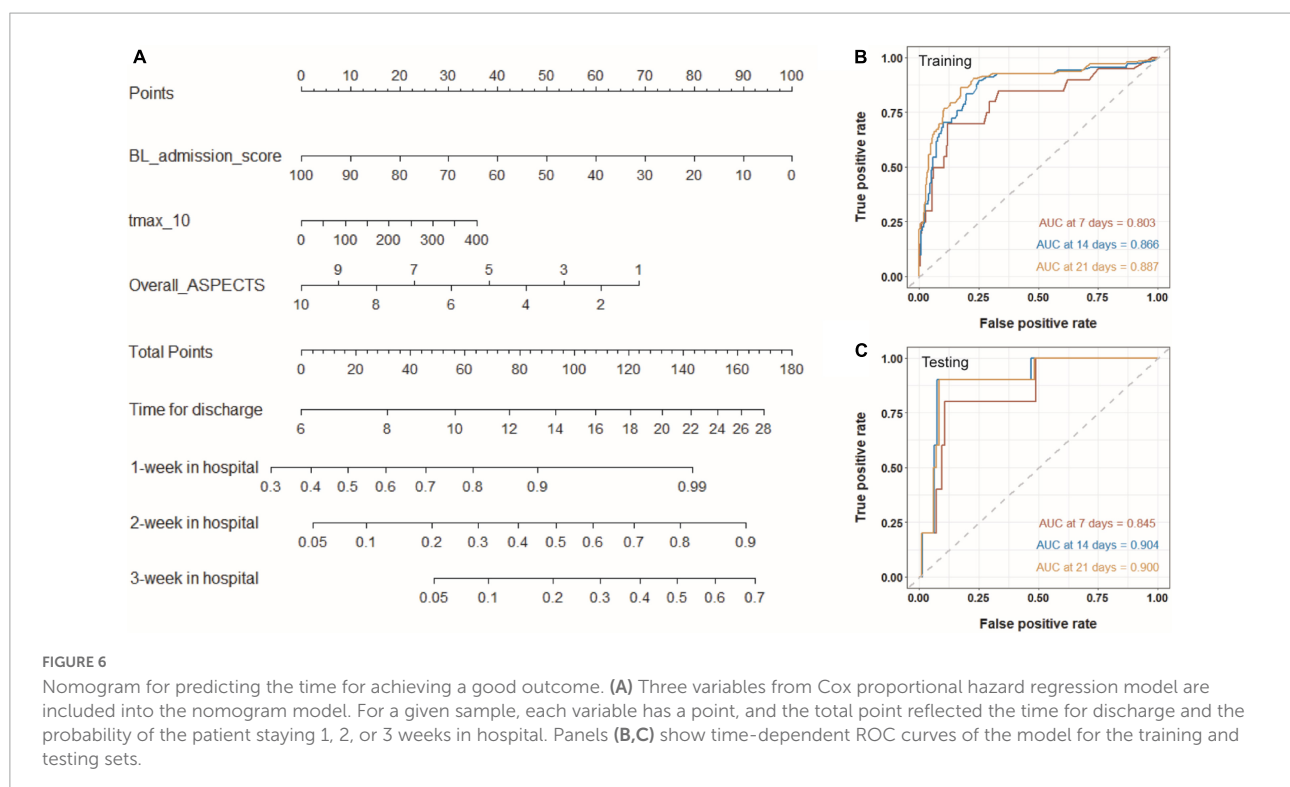 A
0 10 20 30 40 50 60 70 80 90 100
Points
BL_admission_score
100 90 80 70 60 50 40 30 20 10 0
tmax_10
0 100 200 300 400
9 7 5 3 1
Overall_ASPECTS
10 8 6 4 2
Total Points
0 20 40 60 80 100 120 140 160 180
Time for discharge
6 8 10 12 14 16 18 20 22 24 26 28
1-week in hospital
0.3 0.4 0.5 0.6 0.7 0.8 0.9 0.99
2-week in hospital
0.05 0.1 0.2 0.3 0.4 0.5 0.6 0.7 0.8 0.9
3-week in hospital
0.05 0.1 0.2 0.3 0.4 0.5 0.6 0.7
B
Training
True positive rate
1.00
0.75
0.50
0.25
0.00
AUC at 7 days = 0.803
AUC at 14 days = 0.866
AUC at 21 days = 0.887
0.00 0.25 0.50 0.75 1.00
False positive rate
C
Testing
True positive rate
1.00
0.75
0.50
0.25
0.00
AUC at 7 days = 0.845
AUC at 14 days = 0.904
AUC at 21 days = 0.900
0.00 0.25 0.50 0.75 1.00
False positive rate
FIGURE 6
Nomogram for predicting the time for achieving a good outcome. (A) Three variables from Cox proportional hazard regression model are
included into the nomogram model. For a given sample, each variable has a point, and the total point reflected the time for discharge and the
probability of the patient staying 1, 2, or 3 weeks in hospital. Panels (B,C) show time-dependent ROC curves of the model for the training and
testing sets.